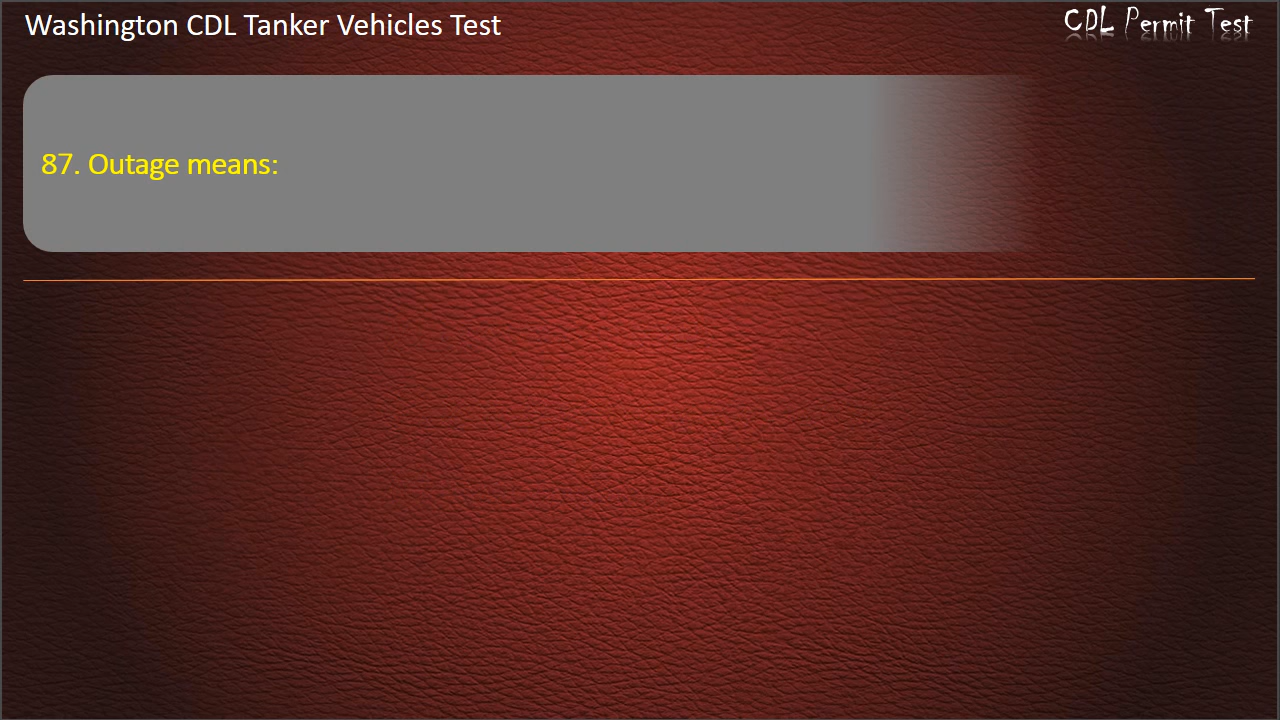 Washington CDL Tanker Vehicles Test
CDL Permit Test
87. Outage means: